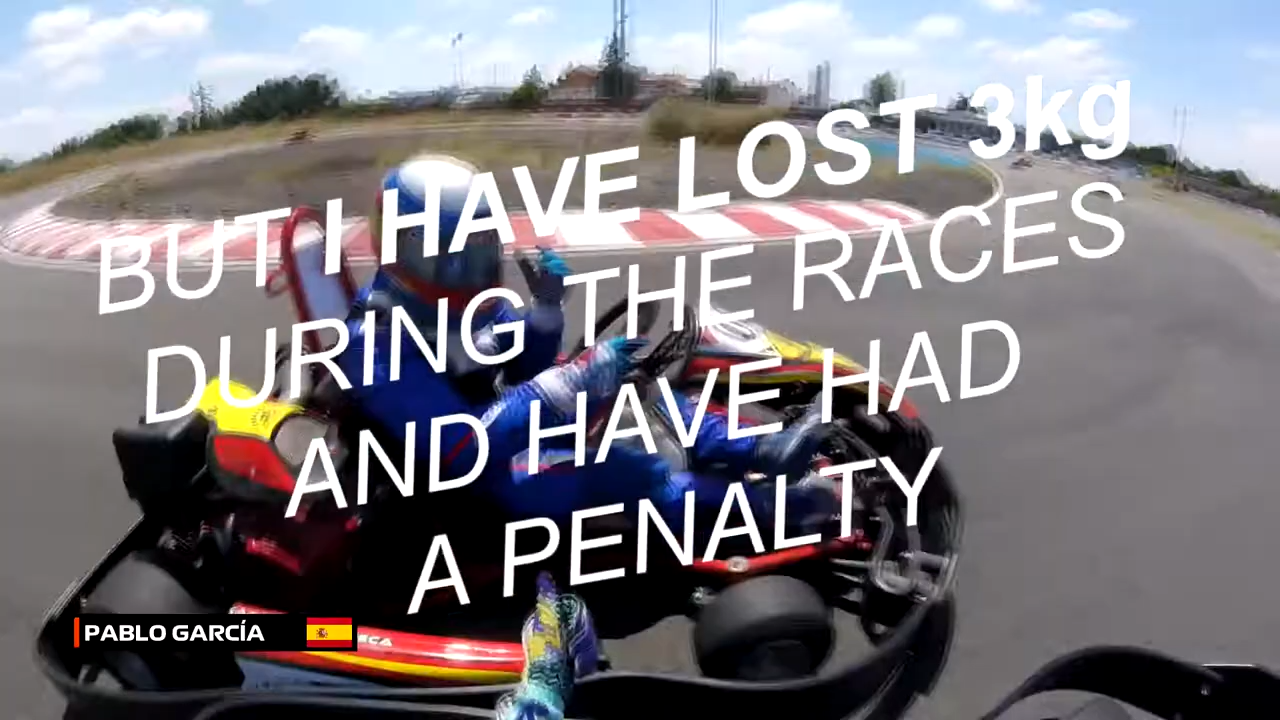 BUT I HAVE LOST 3kg
DURING THE RACES
AND HAVE HAD
A PENALTY
PABLO GARCÍA